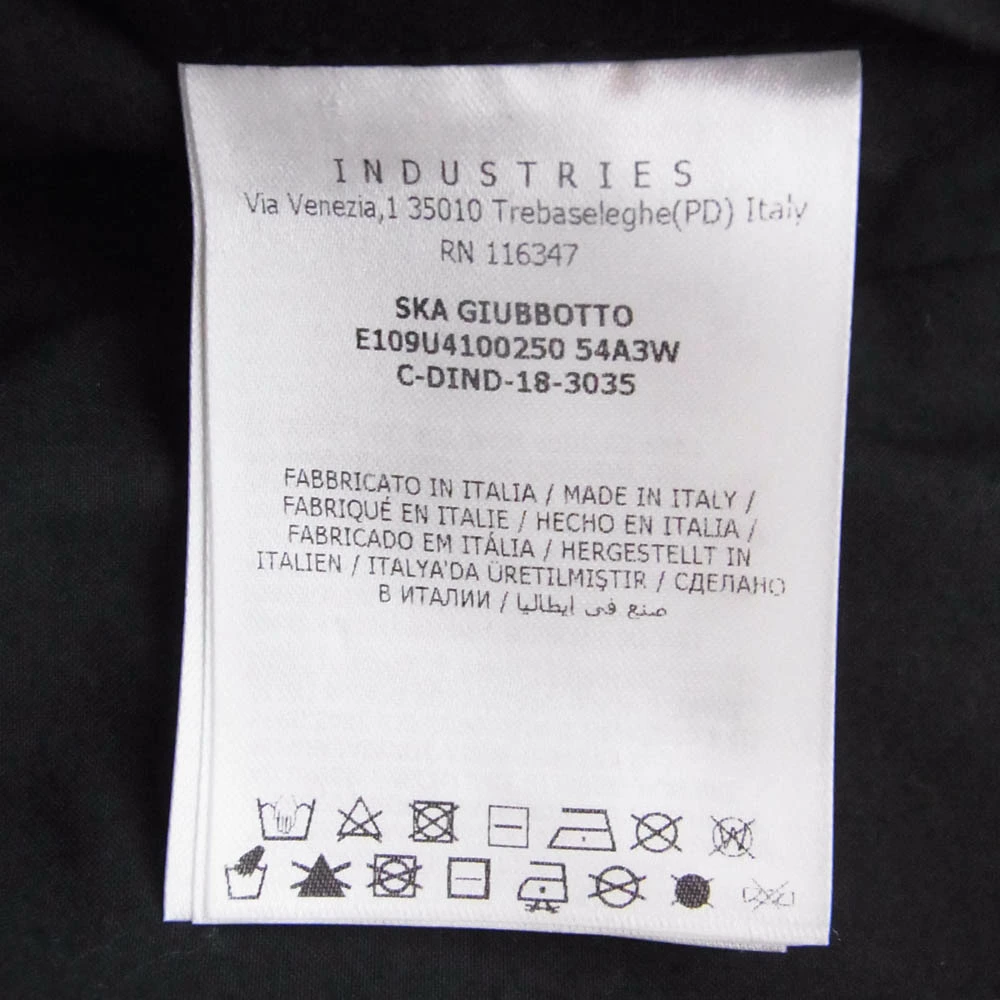 INDUSTRIES
Via Venezia,1 35010 Trebaseleghe(PD) Italy
RN 116347
SKA GIUBBOTTO
E109U4100250 54A3W
C-DIND-18-3035
FABBRICATO IN ITALIA / MADE IN ITALY /
FABRIQUÉ EN ITALIE / HECHO EN ITALIA /
FABRICADO EM ITÁLIA / HERGESTELLT IN
ITALIEN / ITALYA'DA ÜRETILMIŞTIR / СДЕЛАНО
В ИТАЛИИ / صنع في ايطاليا
W